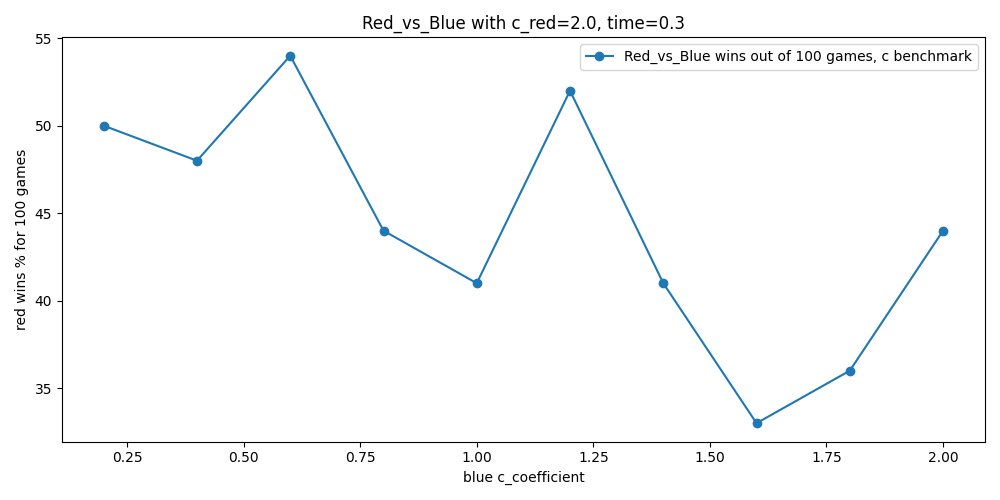 Red_vs_Blue with c_red=2.0, time=0.3
Red_vs_Blue wins out of 100 games, c benchmark
red wins % for 100 games
55
50
45
40
35
0.25 0.50 0.75 1.00 1.25 1.50 1.75 2.00
blue c_coefficient